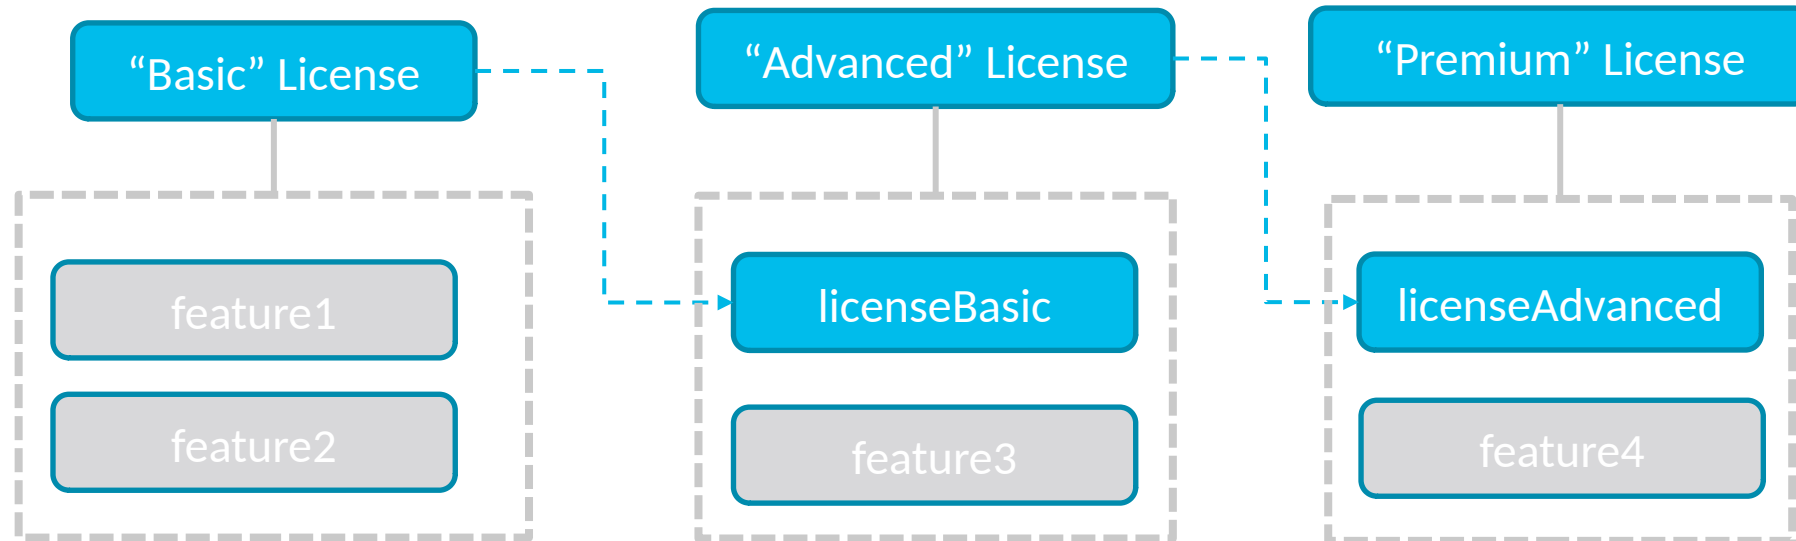 “Basic” License
“Advanced” License
“Premium” License
feature1
feature2
licenseBasic
feature3
licenseAdvanced
feature4